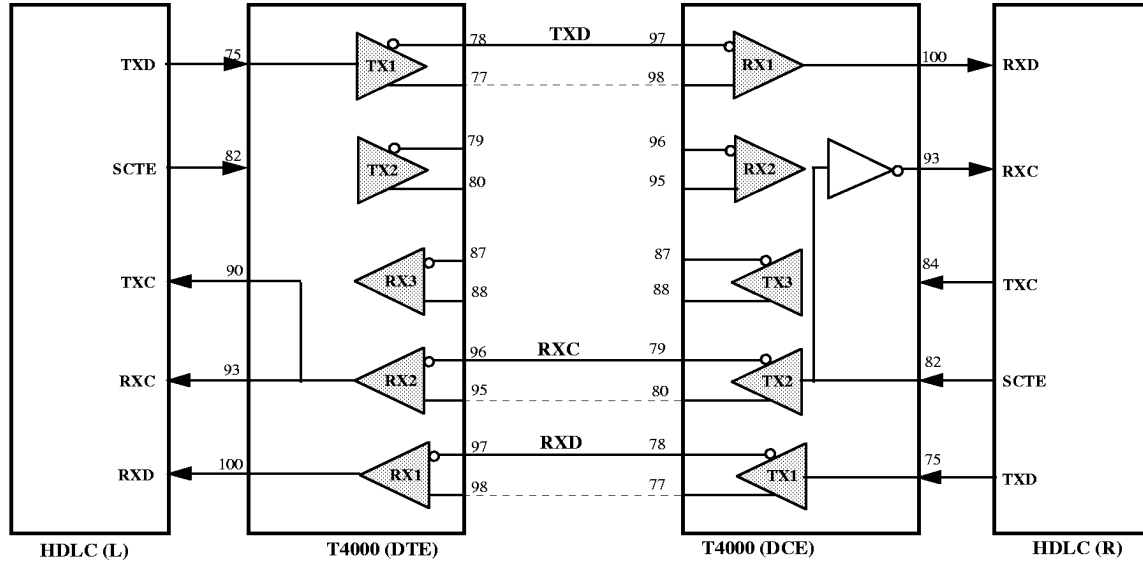 78 TXD 97
TXD 75 TX1 RX1 100 RXD
77 98
79 96
SCTE 82 TX2 RX2 93 RXC
80 95
87 87
TXC 90 RX3 TX3 84 TXC
88 88
96 RXC 79
RXC 93 RX2 TX2 82 SCTE
95 80
97 RXD 78
RXD 100 RX1 TX1 75 TXD
98 77
HDLC (L) T4000 (DTE) T4000 (DCE) HDLC (R)